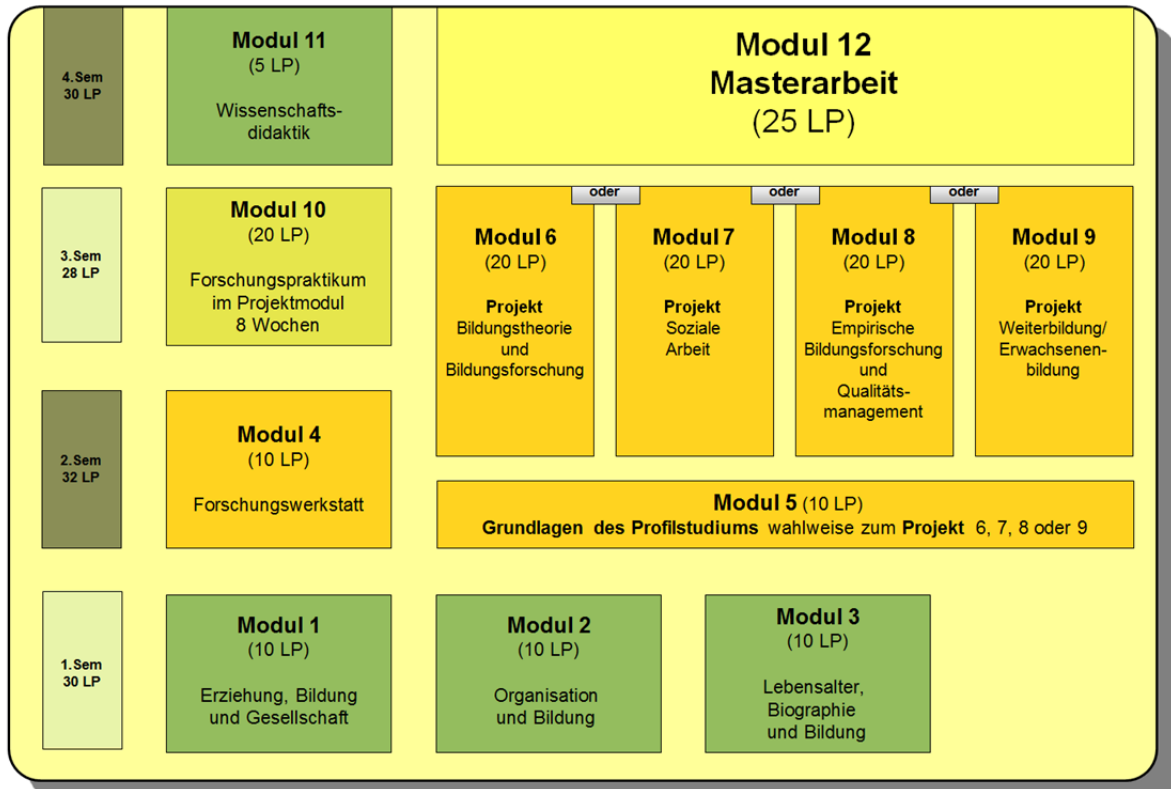 4.Sem
30 LP
Modul 11
(5 LP)
Wissenschafts-
didaktik
Modul 12
Masterarbeit
(25 LP)
3.Sem
28 LP
Modul 10
(20 LP)
Forschungspraktikum
im Projektmodul
8 Wochen
oder
oder
oder
Modul 6
(20 LP)
Projekt
Bildungstheorie
und
Bildungsforschung
Modul 7
(20 LP)
Projekt
Soziale
Arbeit
Modul 8
(20 LP)
Projekt
Empirische
Bildungsforschung
und
Qualitäts-
management
Modul 9
(20 LP)
Projekt
Weiterbildung/
Erwachsenen-
bildung
2.Sem
32 LP
Modul 4
(10 LP)
Forschungswerkstatt
Modul 5 (10 LP)
Grundlagen des Profilstudiums wahlweise zum Projekt 6, 7, 8 oder 9
1.Sem
30 LP
Modul 1
(10 LP)
Erziehung, Bildung
und Gesellschaft
Modul 2
(10 LP)
Organisation
und Bildung
Modul 3
(10 LP)
Lebensalter,
Biographie
und Bildung